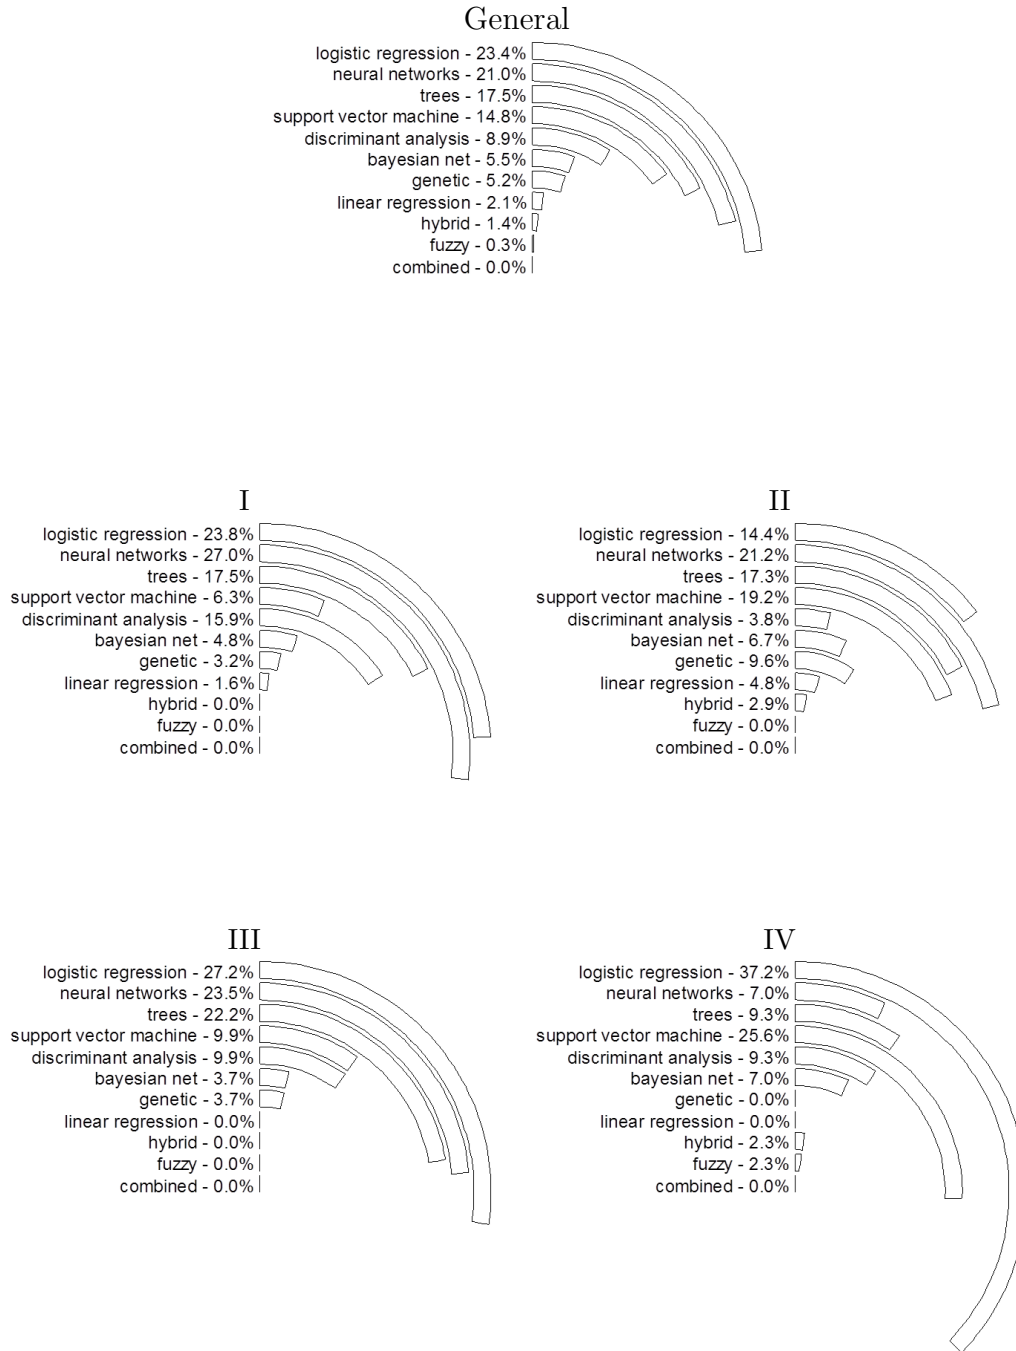 General
logistic regression - 23.4%
neural networks - 21.0%
trees - 17.5%
support vector machine - 14.8%
discriminant analysis - 8.9%
bayesian net - 5.5%
genetic - 5.2%
linear regression - 2.1%
hybrid - 1.4%
fuzzy - 0.3%
combined - 0.0%
I
logistic regression - 23.8%
neural networks - 27.0%
trees - 17.5%
support vector machine - 6.3%
discriminant analysis - 15.9%
bayesian net - 4.8%
genetic - 3.2%
linear regression - 1.6%
hybrid - 0.0%
fuzzy - 0.0%
combined - 0.0%
II
logistic regression - 14.4%
neural networks - 21.2%
trees - 17.3%
support vector machine - 19.2%
discriminant analysis - 3.8%
bayesian net - 6.7%
genetic - 9.6%
linear regression - 4.8%
hybrid - 2.9%
fuzzy - 0.0%
combined - 0.0%
III
logistic regression - 27.2%
neural networks - 23.5%
trees - 22.2%
support vector machine - 9.9%
discriminant analysis - 9.9%
bayesian net - 3.7%
genetic - 3.7%
linear regression - 0.0%
hybrid - 0.0%
fuzzy - 0.0%
combined - 0.0%
IV
logistic regression - 37.2%
neural networks - 7.0%
trees - 9.3%
support vector machine - 25.6%
discriminant analysis - 9.3%
bayesian net - 7.0%
genetic - 0.0%
linear regression - 0.0%
hybrid - 2.3%
fuzzy - 2.3%
combined - 0.0%